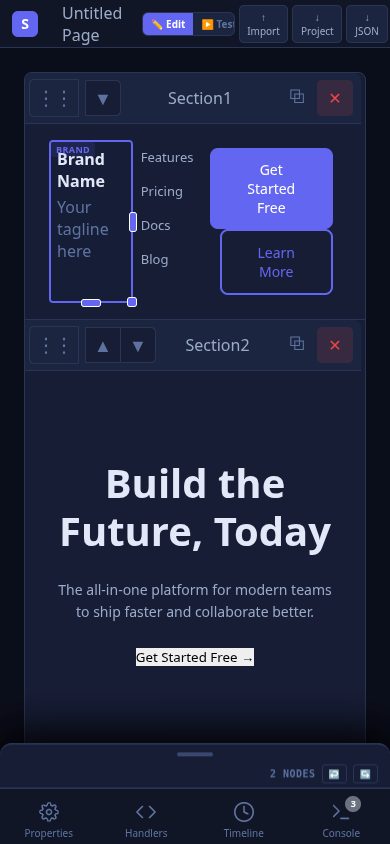 S
Untitled
Page
✏️ Edit
▶️ Test
↑
Import
↓
Project
↓
JSON
Section1
BRAND
Brand
Name
Your
tagline
here
Features
Pricing
Docs
Blog
Get
Started
Free
Learn
More
Section2
Build the
Future, Today
The all-in-one platform for modern teams
to ship faster and collaborate better.
Get Started Free →
2 NODES
Properties
Handlers
Timeline
Console
3